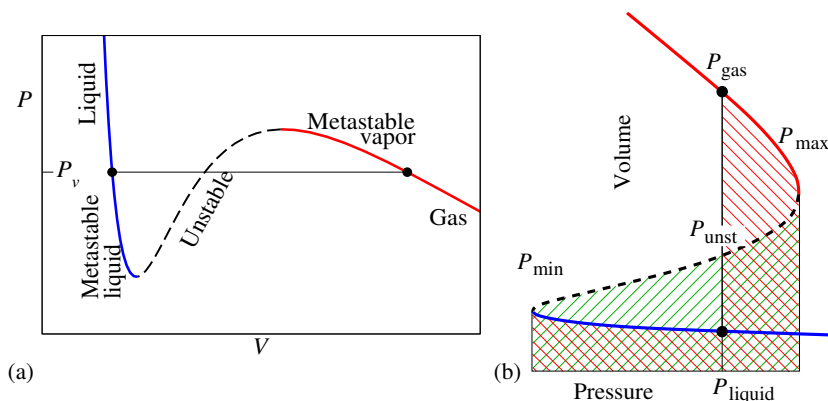 P
Liquid
Metastable
vapor
P_v
Unstable
Gas
Metastable
liquid
V
(a)
P_gas
Volume
P_max
P_unst
P_min
(b)
Pressure
P_liquid